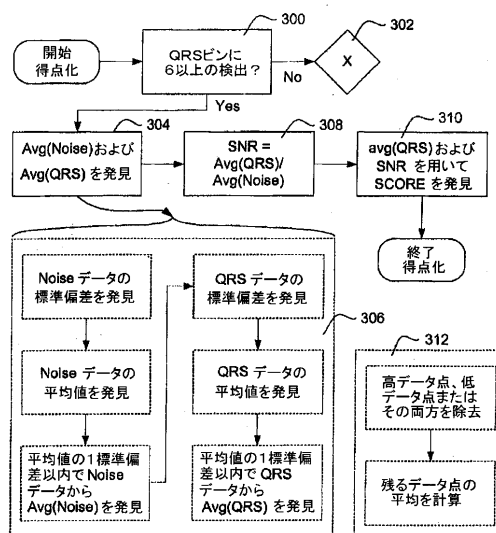 開始
得点化
QRSビンに
6以上の検出？
300
302
X
No
Yes
Avg(Noise)および
Avg(QRS) を発見
304
SNR =
Avg(QRS)/
Avg(Noise)
308
avg(QRS)および
SNR を用いて
SCORE を発見
310
終了
得点化
Noise データの
標準偏差を発見
Noise データの
平均値を発見
平均値の1標準偏
差以内で Noise
データから
Avg(Noise) を発見
QRS データの
標準偏差を発見
QRS データの
平均値を発見
平均値の1標準偏
差以内で QRS
データから
Avg(QRS) を発見
306
312
高データ点、低
データ点または
その両方を除去
残るデータ点の
平均を計算